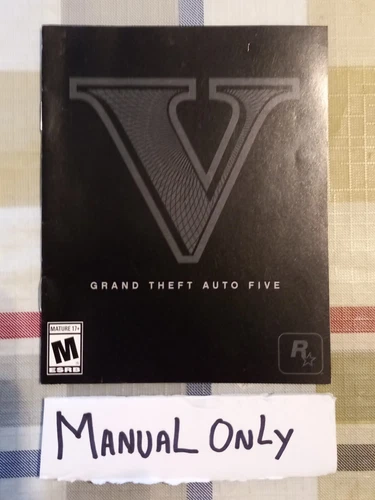 V
GRAND THEFT AUTO FIVE
MATURE 17+
M
ESRB
R
MANUAL ONLY